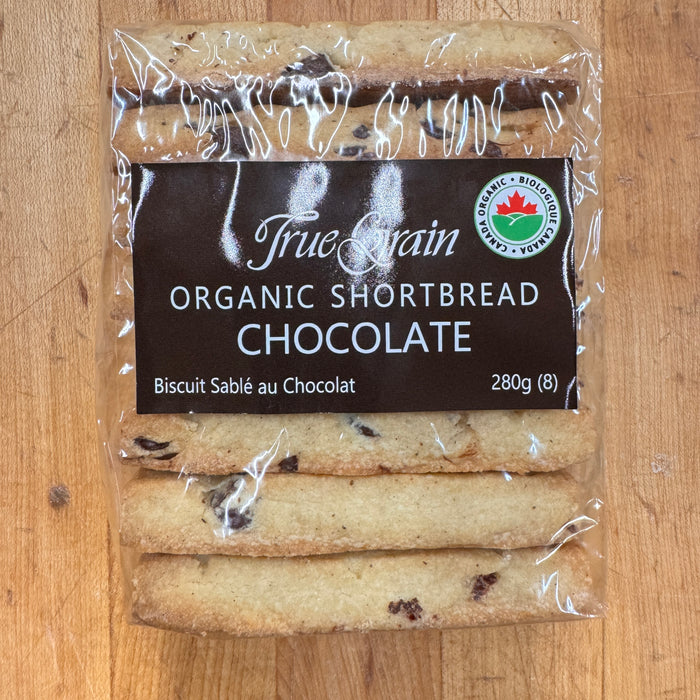 True Grain
CANADA ORGANIC • BIOLOGIQUE CANADA •
ORGANIC SHORTBREAD
CHOCOLATE
Biscuit Sablé au Chocolat
280g (8)